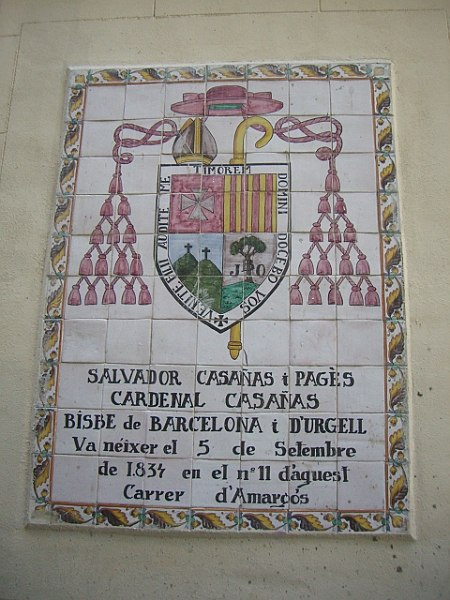 VENITE FILII AUDITE ME TIMOREM DOMINI DOCEBO VOS
J O
SALVADOR CASAÑAS i PAGÈS
CARDENAL CASAÑAS
BISBE de BARCELONA i D'URGELL
Va néixer el 5 de Setembre
de 1.834 en el nº 11 d'aquest
Carrer d'Amargós